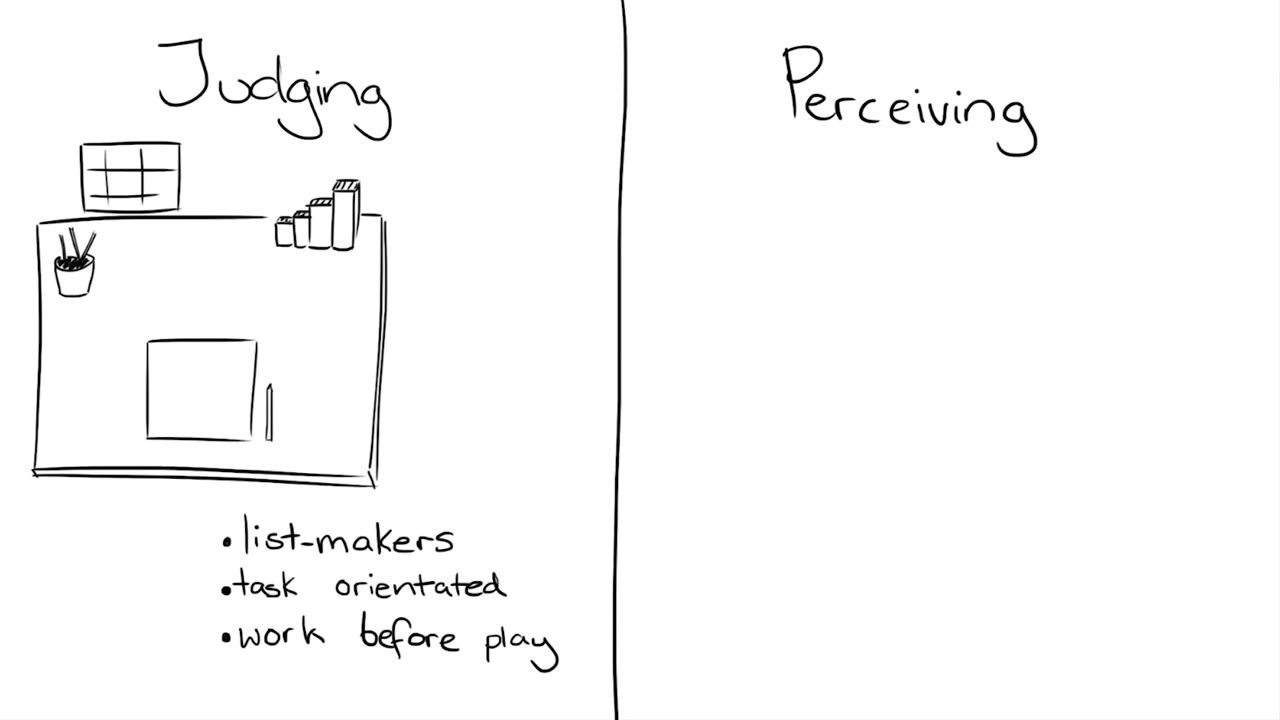 Judging
Perceiving
•list-makers
•task orientated
•work before play